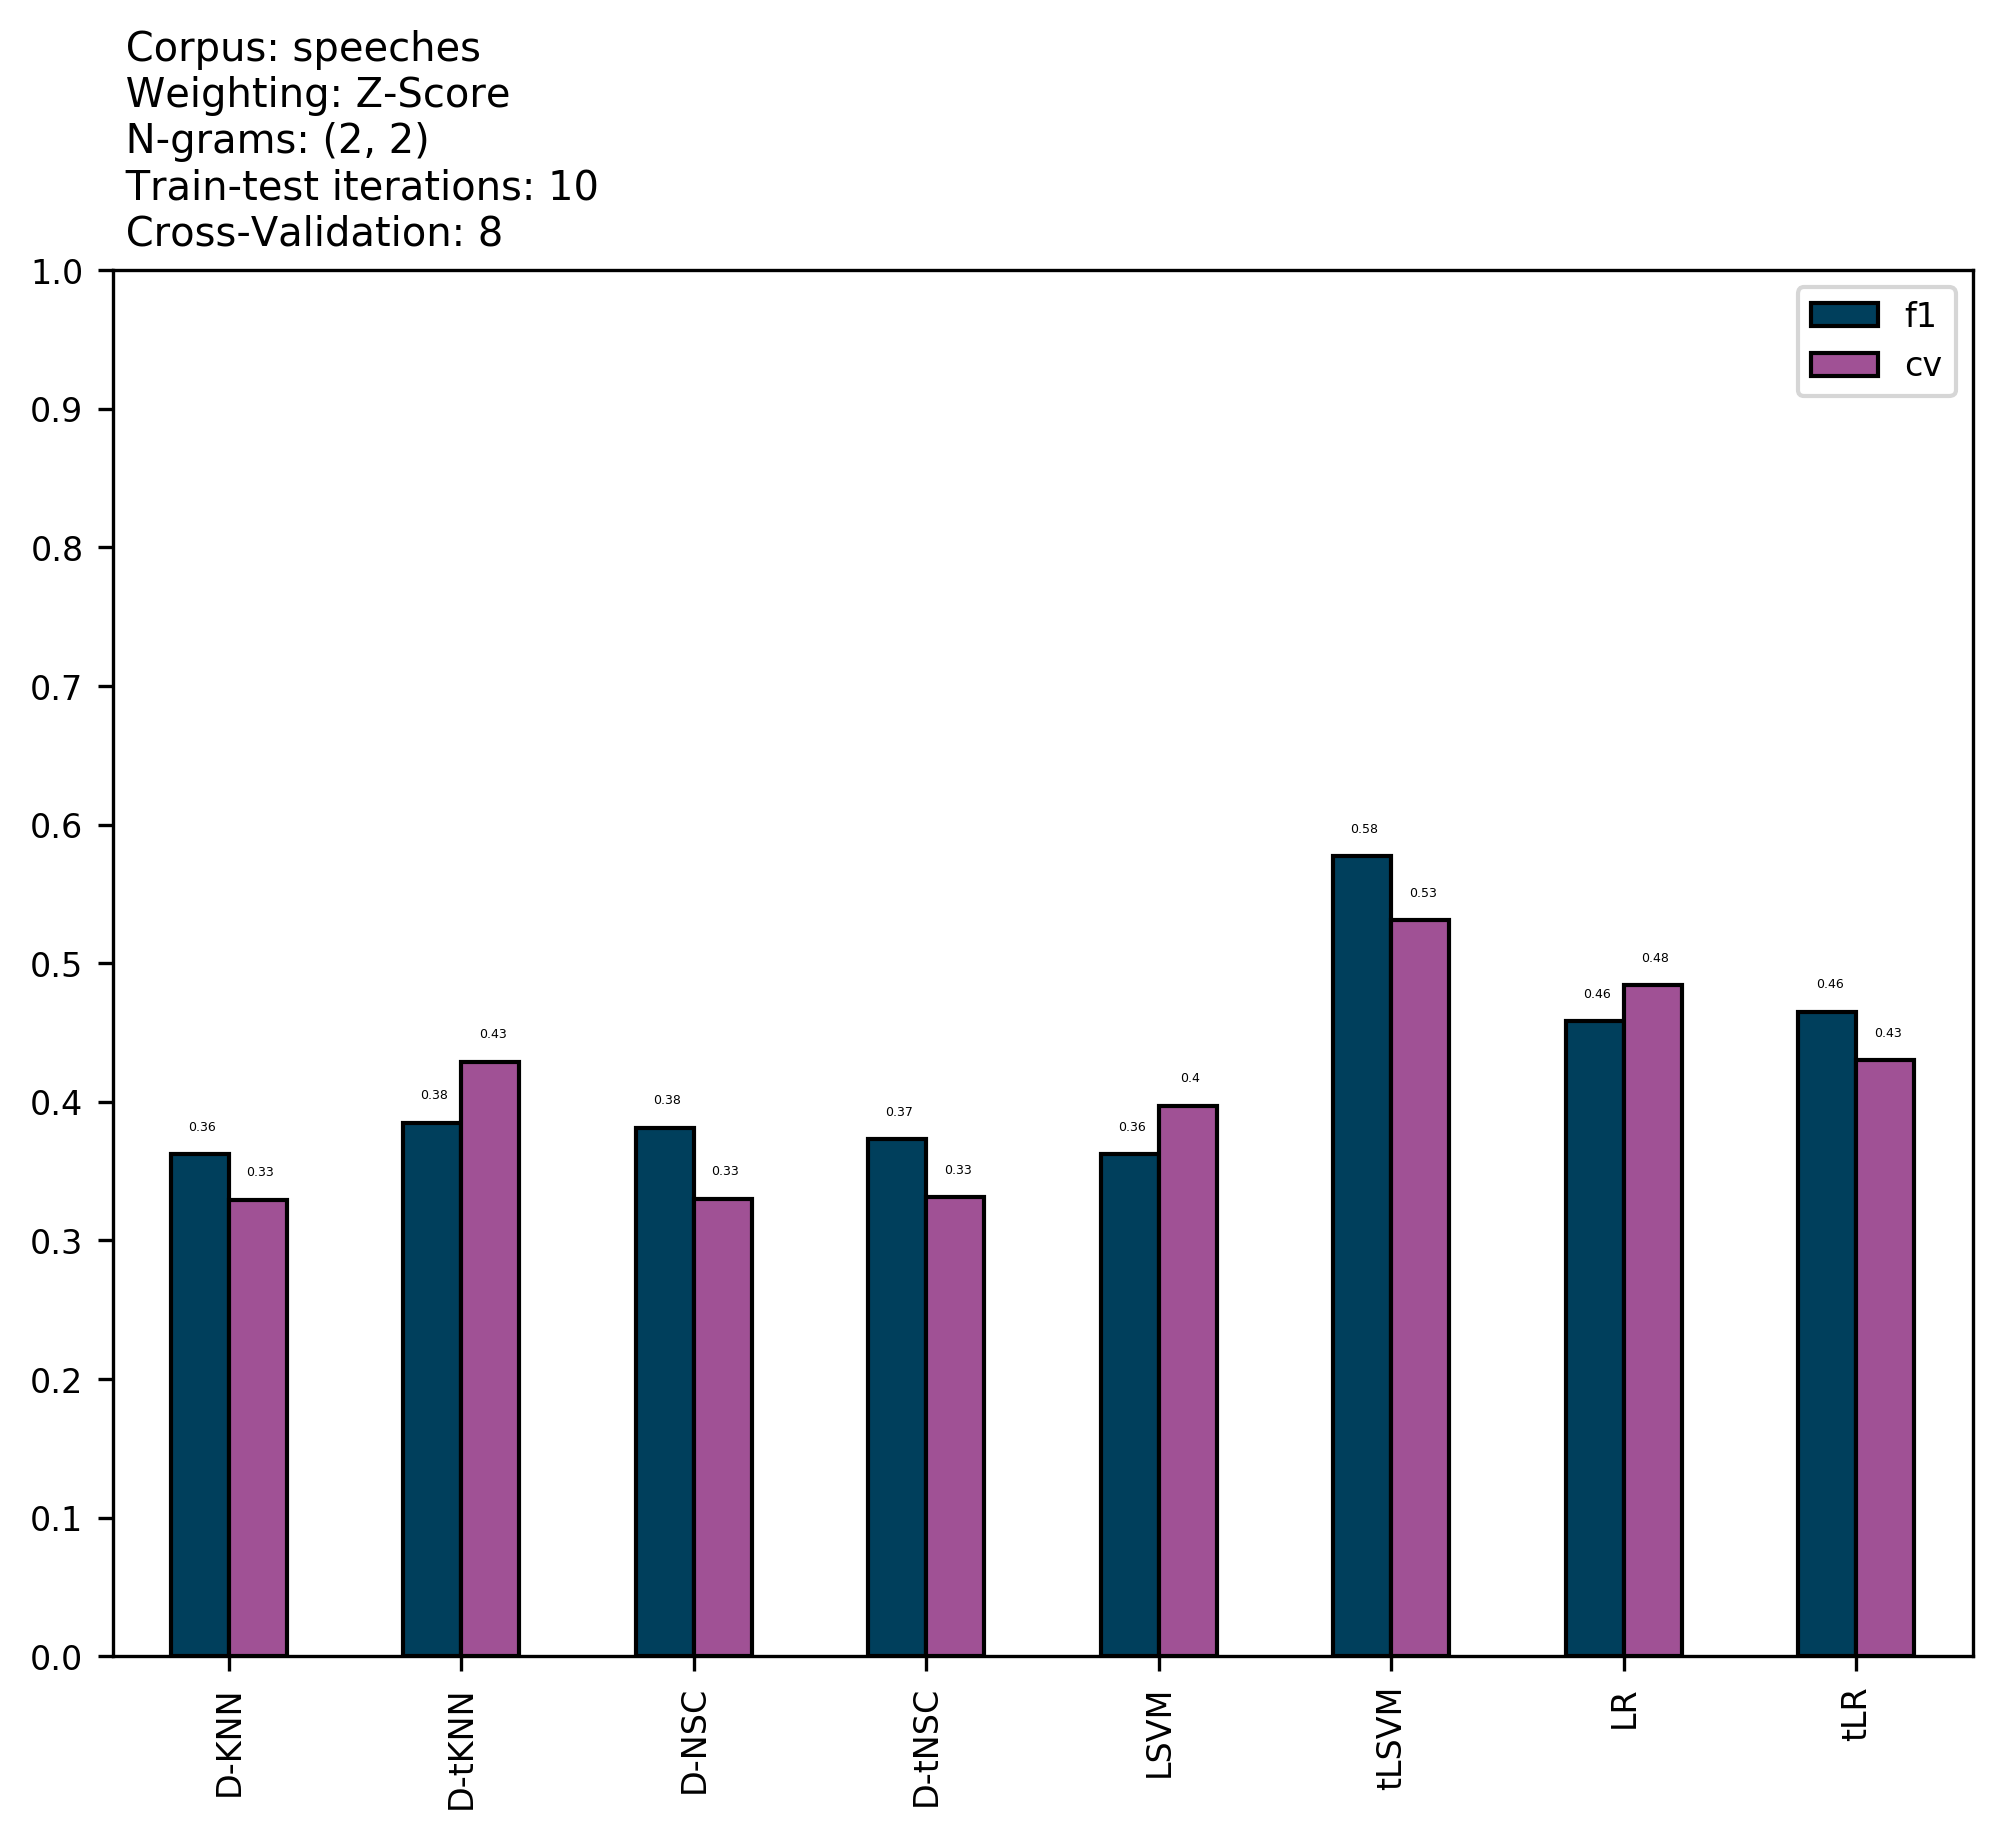 Corpus: speeches
Weighting: Z-Score
N-grams: (2, 2)
Train-test iterations: 10
Cross-Validation: 8
1.0
0.9
0.8
0.7
0.6
0.5
0.4
0.3
0.2
0.1
0.0
f1
cv
0.36
0.33
0.38
0.43
0.38
0.33
0.37
0.33
0.36
0.4
0.58
0.53
0.46
0.48
0.46
0.43
D-KNN
D-tKNN
D-NSC
D-tNSC
LSVM
tLSVM
LR
tLR